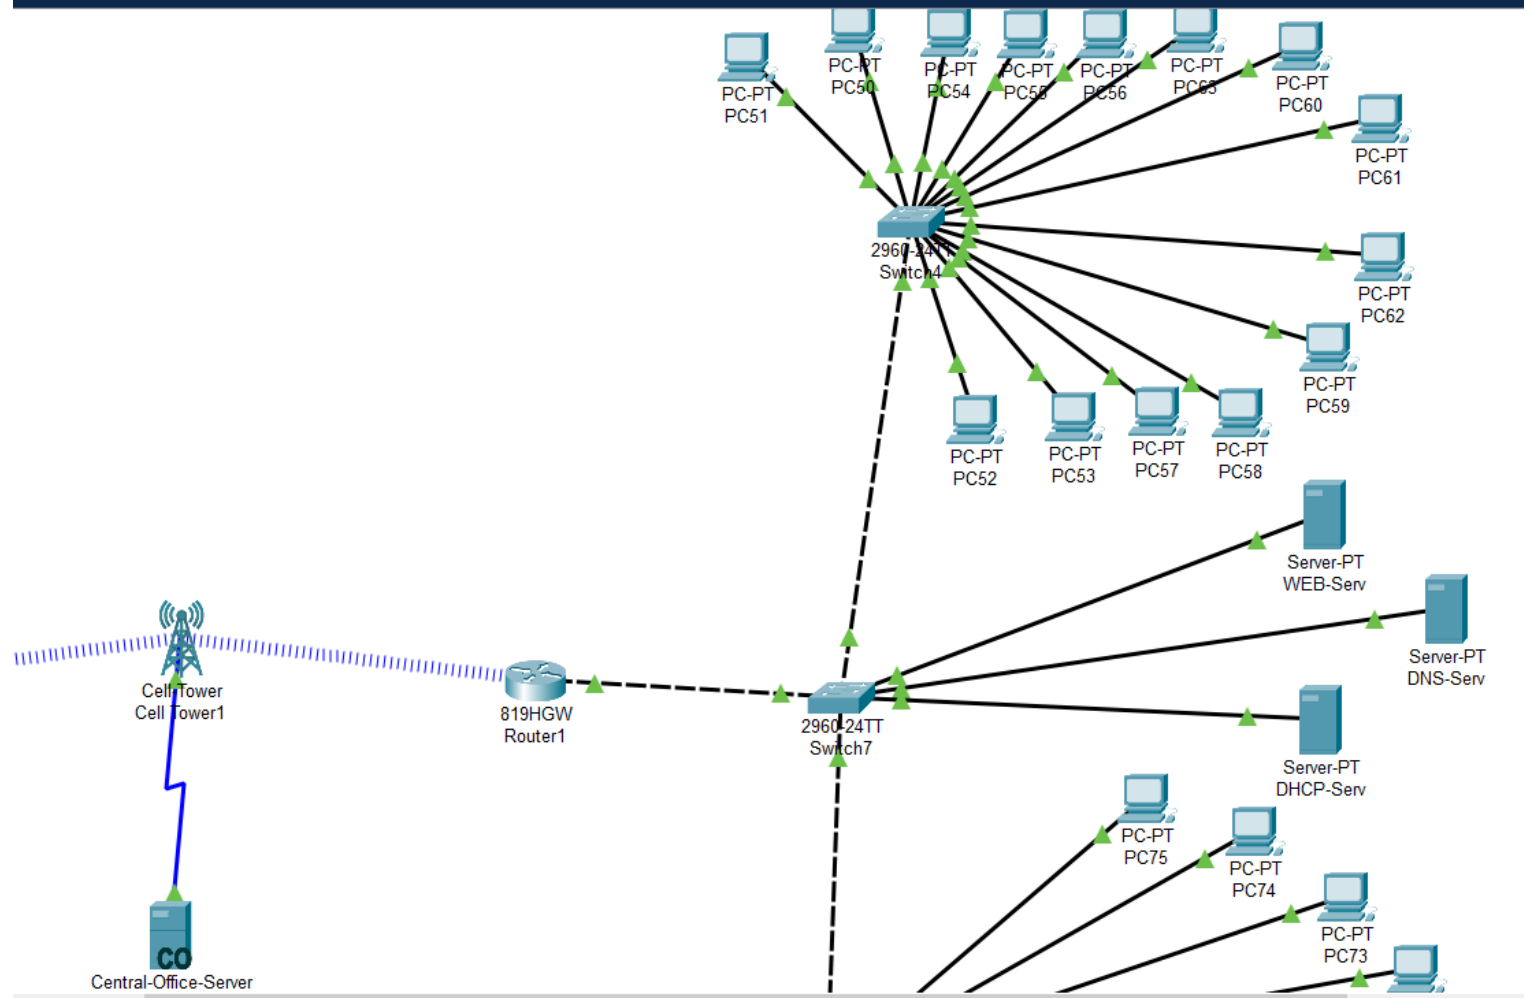 PC-PT
PC51
PC-PT
PC50
PC-PT
PC54
PC-PT
PC55
PC-PT
PC56
PC-PT
PC63
PC-PT
PC60
PC-PT
PC61
PC-PT
PC62
PC-PT
PC59
2960-24TT
Switch4
PC-PT
PC52
PC-PT
PC53
PC-PT
PC57
PC-PT
PC58
Server-PT
WEB-Serv
Server-PT
DNS-Serv
Server-PT
DHCP-Serv
Cell-Tower
Cell Tower1
819HGW
Router1
2960-24TT
Switch7
PC-PT
PC75
PC-PT
PC74
PC-PT
PC73
CO
Central-Office-Server